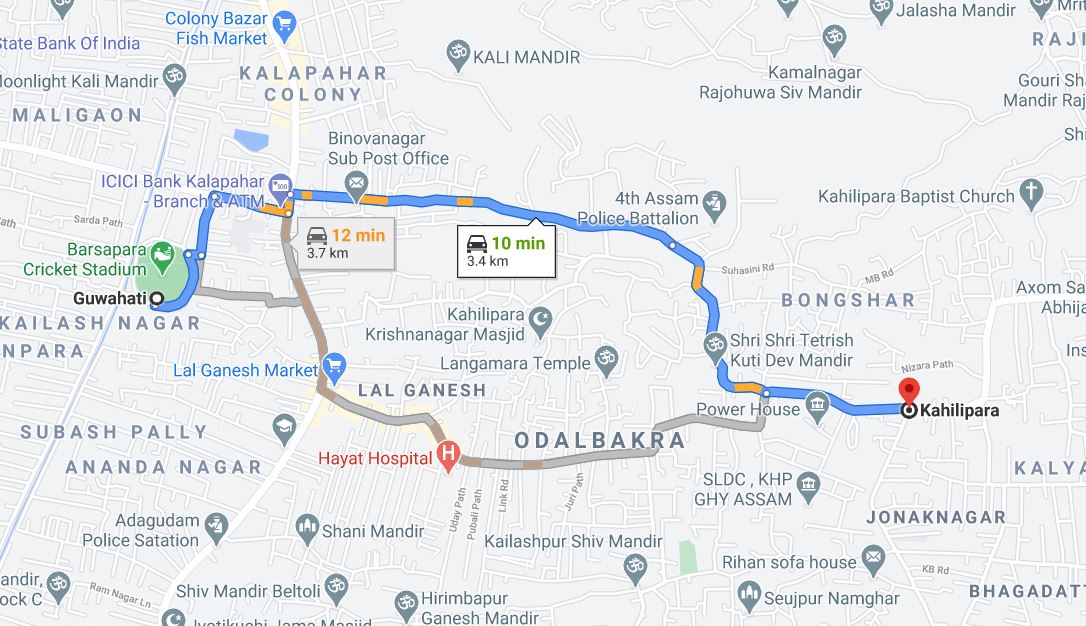 Colony Bazar
Fish Market
Jalasha Mandir
State Bank Of India
KALI MANDIR
KALAPAHAR
COLONY
Moonlight Kali Mandir
Kamalnagar
Rajohuwa Siv Mandir
Gouri
Mandir
MALIGAON
Binovanagar
Sub Post Office
ICICI Bank Kalapahar
- Branch & ATM
100
4th Assam
Police Battalion
Kahilipara Baptist Church
Path
Sarda Path
12 min
3.7 km
10 min
3.4 km
Barsapara
Cricket Stadium
Suhasini Rd
MB Rd
Axom
Guwahati
BONGSHAR
KAILASH NAGAR
Kahilipara
Krishnanagar Masjid
Shri Shri Tetrish
Kuti Dev Mandir
NPARA
Langamara Temple
Nizara Path
Lal Ganesh Market
LAL GANESH
Power House
Kahilipara
SUBASH PALLY
ODALBAKRA
Hayat Hospital
H
ANANDA NAGAR
KALYA
SLDC , KHP
GHY ASSAM
Uday Path
Pubali Path
Link Rd
Juri Path
JONAKNAGAR
Adagudam
Police Satation
Shani Mandir
Kailashpur Shiv Mandir
Rihan sofa house
KB Rd
Ram Nagar Ln
Shiv Mandir Beltoli
Hirimbapur
Ganesh Mandir
Seujpur Namghar
BHAGADATT
Jyotikuchi Jama Masjid